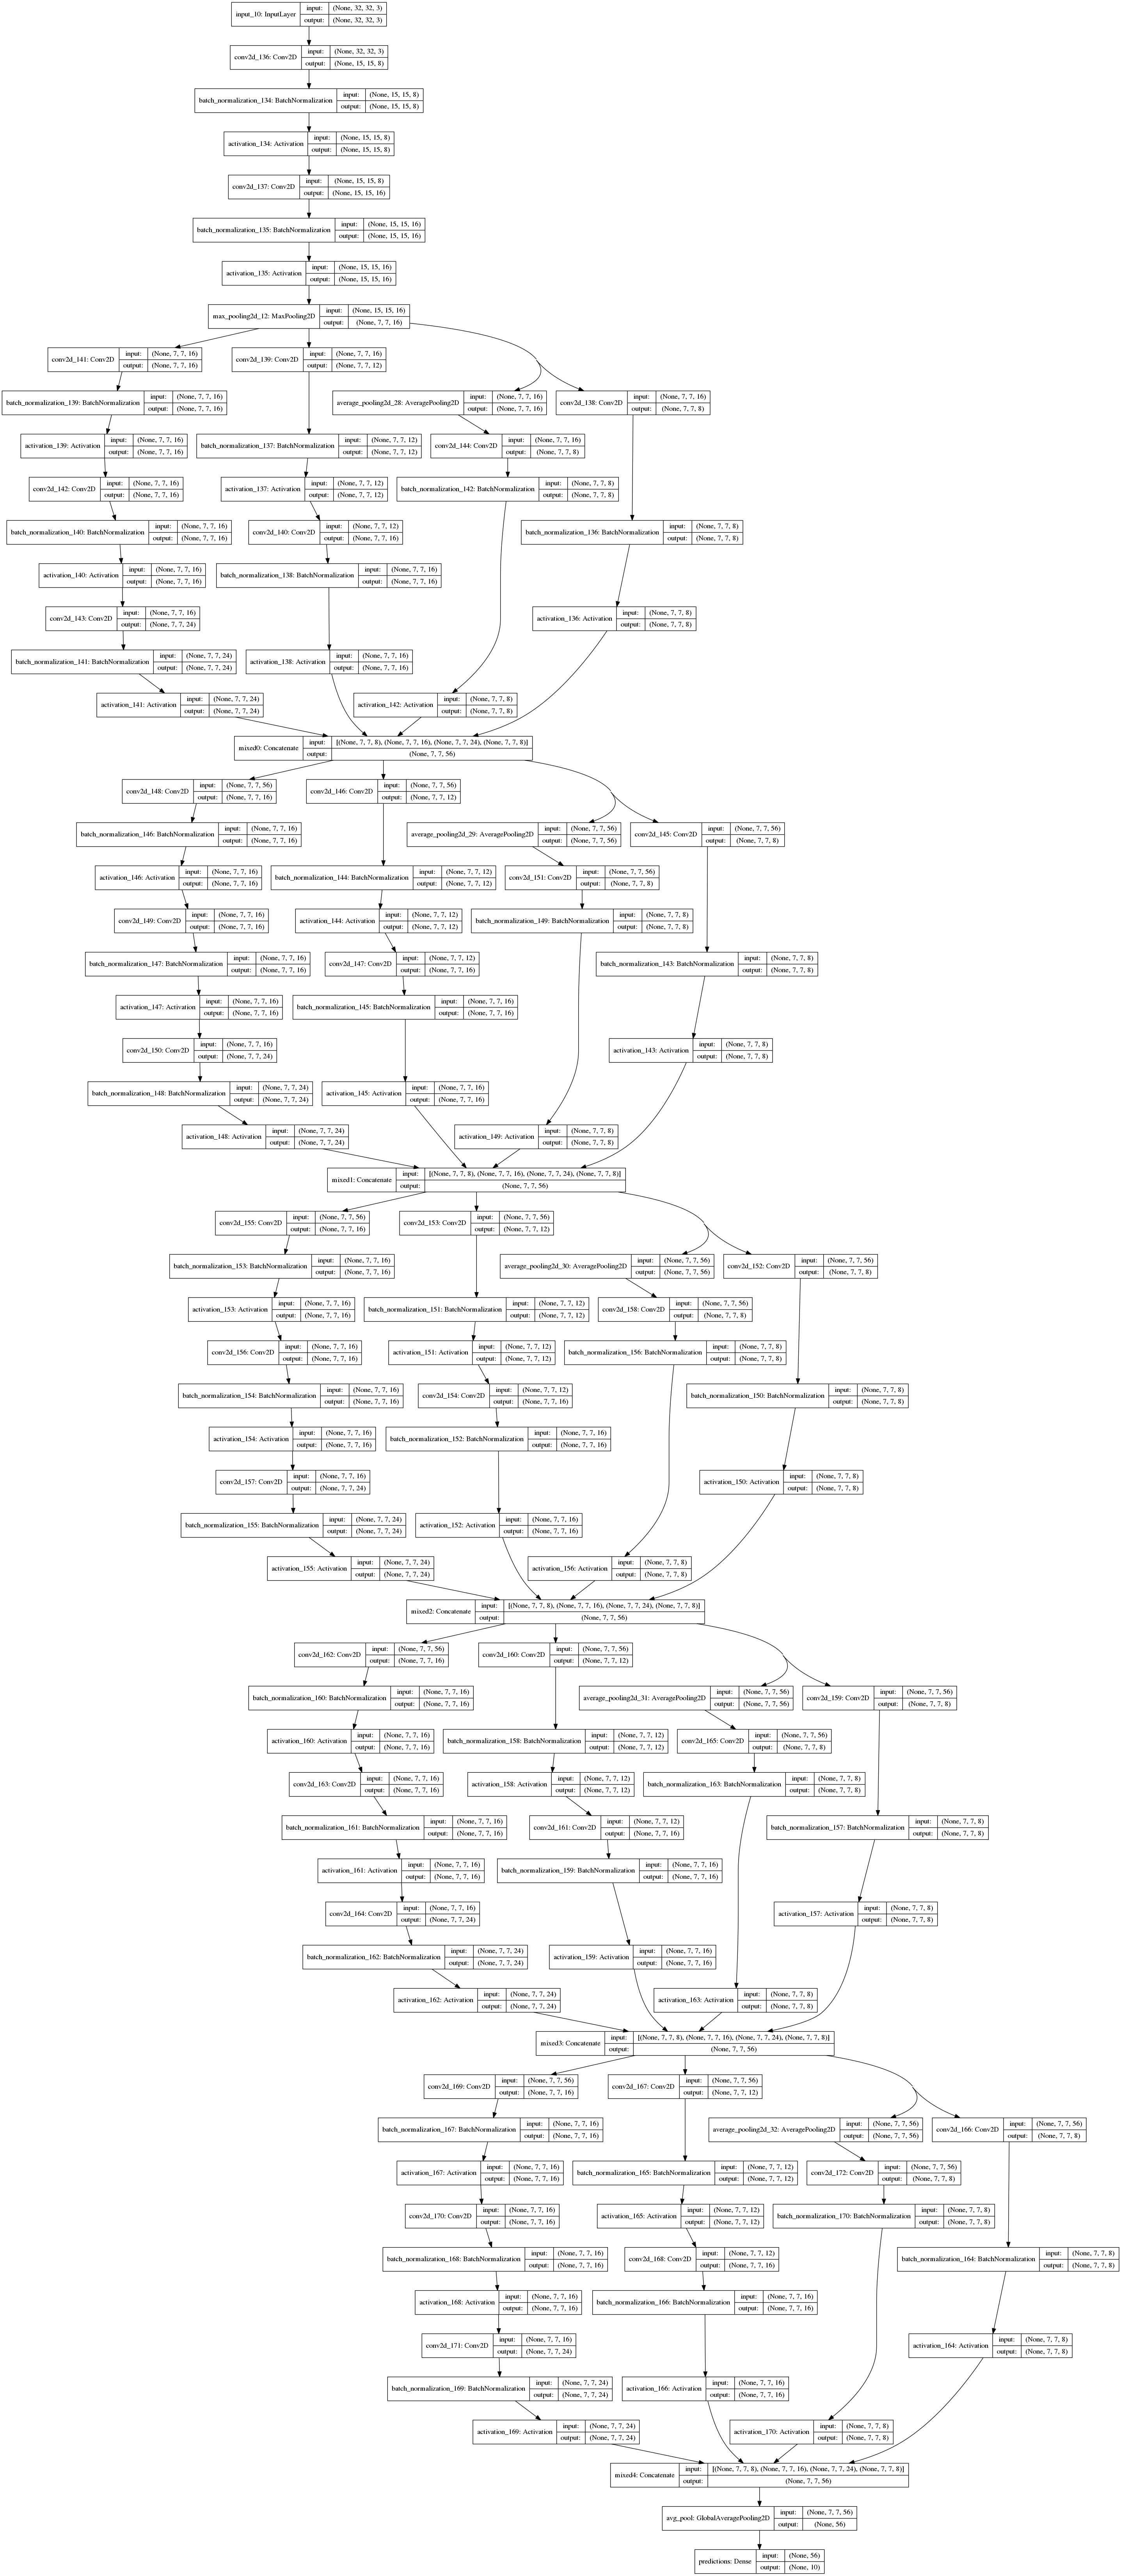 input_10: InputLayer
input: (None, 32, 32, 3)
output: (None, 32, 32, 3)
conv2d_136: Conv2D
input: (None, 32, 32, 3)
output: (None, 15, 15, 8)
batch_normalization_134: BatchNormalization
input: (None, 15, 15, 8)
output: (None, 15, 15, 8)
activation_134: Activation
input: (None, 15, 15, 8)
output: (None, 15, 15, 8)
conv2d_137: Conv2D
input: (None, 15, 15, 8)
output: (None, 15, 15, 16)
batch_normalization_135: BatchNormalization
input: (None, 15, 15, 16)
output: (None, 15, 15, 16)
activation_135: Activation
input: (None, 15, 15, 16)
output: (None, 15, 15, 16)
max_pooling2d_12: MaxPooling2D
input: (None, 15, 15, 16)
output: (None, 7, 7, 16)
conv2d_141: Conv2D
input: (None, 7, 7, 16)
output: (None, 7, 7, 16)
conv2d_139: Conv2D
input: (None, 7, 7, 16)
output: (None, 7, 7, 12)
batch_normalization_139: BatchNormalization
input: (None, 7, 7, 16)
output: (None, 7, 7, 16)
average_pooling2d_28: AveragePooling2D
input: (None, 7, 7, 16)
output: (None, 7, 7, 16)
conv2d_138: Conv2D
input: (None, 7, 7, 16)
output: (None, 7, 7, 8)
activation_139: Activation
input: (None, 7, 7, 16)
output: (None, 7, 7, 16)
batch_normalization_137: BatchNormalization
input: (None, 7, 7, 12)
output: (None, 7, 7, 12)
conv2d_144: Conv2D
input: (None, 7, 7, 16)
output: (None, 7, 7, 8)
conv2d_142: Conv2D
input: (None, 7, 7, 16)
output: (None, 7, 7, 16)
activation_137: Activation
input: (None, 7, 7, 12)
output: (None, 7, 7, 12)
batch_normalization_142: BatchNormalization
input: (None, 7, 7, 8)
output: (None, 7, 7, 8)
batch_normalization_140: BatchNormalization
input: (None, 7, 7, 16)
output: (None, 7, 7, 16)
conv2d_140: Conv2D
input: (None, 7, 7, 12)
output: (None, 7, 7, 16)
batch_normalization_136: BatchNormalization
input: (None, 7, 7, 8)
output: (None, 7, 7, 8)
activation_140: Activation
input: (None, 7, 7, 16)
output: (None, 7, 7, 16)
batch_normalization_138: BatchNormalization
input: (None, 7, 7, 16)
output: (None, 7, 7, 16)
conv2d_143: Conv2D
input: (None, 7, 7, 16)
output: (None, 7, 7, 24)
activation_136: Activation
input: (None, 7, 7, 8)
output: (None, 7, 7, 8)
batch_normalization_141: BatchNormalization
input: (None, 7, 7, 24)
output: (None, 7, 7, 24)
activation_138: Activation
input: (None, 7, 7, 16)
output: (None, 7, 7, 16)
activation_141: Activation
input: (None, 7, 7, 24)
output: (None, 7, 7, 24)
activation_142: Activation
input: (None, 7, 7, 8)
output: (None, 7, 7, 8)
mixed0: Concatenate
input: [(None, 7, 7, 8), (None, 7, 7, 16), (None, 7, 7, 24), (None, 7, 7, 8)]
output: (None, 7, 7, 56)
conv2d_148: Conv2D
input: (None, 7, 7, 56)
output: (None, 7, 7, 16)
conv2d_146: Conv2D
input: (None, 7, 7, 56)
output: (None, 7, 7, 12)
batch_normalization_146: BatchNormalization
input: (None, 7, 7, 16)
output: (None, 7, 7, 16)
average_pooling2d_29: AveragePooling2D
input: (None, 7, 7, 56)
output: (None, 7, 7, 56)
conv2d_145: Conv2D
input: (None, 7, 7, 56)
output: (None, 7, 7, 8)
activation_146: Activation
input: (None, 7, 7, 16)
output: (None, 7, 7, 16)
batch_normalization_144: BatchNormalization
input: (None, 7, 7, 12)
output: (None, 7, 7, 12)
conv2d_151: Conv2D
input: (None, 7, 7, 56)
output: (None, 7, 7, 8)
conv2d_149: Conv2D
input: (None, 7, 7, 16)
output: (None, 7, 7, 16)
activation_144: Activation
input: (None, 7, 7, 12)
output: (None, 7, 7, 12)
batch_normalization_149: BatchNormalization
input: (None, 7, 7, 8)
output: (None, 7, 7, 8)
batch_normalization_147: BatchNormalization
input: (None, 7, 7, 16)
output: (None, 7, 7, 16)
conv2d_147: Conv2D
input: (None, 7, 7, 12)
output: (None, 7, 7, 16)
batch_normalization_143: BatchNormalization
input: (None, 7, 7, 8)
output: (None, 7, 7, 8)
activation_147: Activation
input: (None, 7, 7, 16)
output: (None, 7, 7, 16)
batch_normalization_145: BatchNormalization
input: (None, 7, 7, 16)
output: (None, 7, 7, 16)
conv2d_150: Conv2D
input: (None, 7, 7, 16)
output: (None, 7, 7, 24)
activation_143: Activation
input: (None, 7, 7, 8)
output: (None, 7, 7, 8)
batch_normalization_148: BatchNormalization
input: (None, 7, 7, 24)
output: (None, 7, 7, 24)
activation_145: Activation
input: (None, 7, 7, 16)
output: (None, 7, 7, 16)
activation_148: Activation
input: (None, 7, 7, 24)
output: (None, 7, 7, 24)
activation_149: Activation
input: (None, 7, 7, 8)
output: (None, 7, 7, 8)
mixed1: Concatenate
input: [(None, 7, 7, 8), (None, 7, 7, 16), (None, 7, 7, 24), (None, 7, 7, 8)]
output: (None, 7, 7, 56)
conv2d_155: Conv2D
input: (None, 7, 7, 56)
output: (None, 7, 7, 16)
conv2d_153: Conv2D
input: (None, 7, 7, 56)
output: (None, 7, 7, 12)
batch_normalization_153: BatchNormalization
input: (None, 7, 7, 16)
output: (None, 7, 7, 16)
average_pooling2d_30: AveragePooling2D
input: (None, 7, 7, 56)
output: (None, 7, 7, 56)
conv2d_152: Conv2D
input: (None, 7, 7, 56)
output: (None, 7, 7, 8)
activation_153: Activation
input: (None, 7, 7, 16)
output: (None, 7, 7, 16)
batch_normalization_151: BatchNormalization
input: (None, 7, 7, 12)
output: (None, 7, 7, 12)
conv2d_158: Conv2D
input: (None, 7, 7, 56)
output: (None, 7, 7, 8)
conv2d_156: Conv2D
input: (None, 7, 7, 16)
output: (None, 7, 7, 16)
activation_151: Activation
input: (None, 7, 7, 12)
output: (None, 7, 7, 12)
batch_normalization_156: BatchNormalization
input: (None, 7, 7, 8)
output: (None, 7, 7, 8)
batch_normalization_154: BatchNormalization
input: (None, 7, 7, 16)
output: (None, 7, 7, 16)
conv2d_154: Conv2D
input: (None, 7, 7, 12)
output: (None, 7, 7, 16)
batch_normalization_150: BatchNormalization
input: (None, 7, 7, 8)
output: (None, 7, 7, 8)
activation_154: Activation
input: (None, 7, 7, 16)
output: (None, 7, 7, 16)
batch_normalization_152: BatchNormalization
input: (None, 7, 7, 16)
output: (None, 7, 7, 16)
conv2d_157: Conv2D
input: (None, 7, 7, 16)
output: (None, 7, 7, 24)
activation_150: Activation
input: (None, 7, 7, 8)
output: (None, 7, 7, 8)
batch_normalization_155: BatchNormalization
input: (None, 7, 7, 24)
output: (None, 7, 7, 24)
activation_152: Activation
input: (None, 7, 7, 16)
output: (None, 7, 7, 16)
activation_155: Activation
input: (None, 7, 7, 24)
output: (None, 7, 7, 24)
activation_156: Activation
input: (None, 7, 7, 8)
output: (None, 7, 7, 8)
mixed2: Concatenate
input: [(None, 7, 7, 8), (None, 7, 7, 16), (None, 7, 7, 24), (None, 7, 7, 8)]
output: (None, 7, 7, 56)
conv2d_162: Conv2D
input: (None, 7, 7, 56)
output: (None, 7, 7, 16)
conv2d_160: Conv2D
input: (None, 7, 7, 56)
output: (None, 7, 7, 12)
batch_normalization_160: BatchNormalization
input: (None, 7, 7, 16)
output: (None, 7, 7, 16)
average_pooling2d_31: AveragePooling2D
input: (None, 7, 7, 56)
output: (None, 7, 7, 56)
conv2d_159: Conv2D
input: (None, 7, 7, 56)
output: (None, 7, 7, 8)
activation_160: Activation
input: (None, 7, 7, 16)
output: (None, 7, 7, 16)
batch_normalization_158: BatchNormalization
input: (None, 7, 7, 12)
output: (None, 7, 7, 12)
conv2d_165: Conv2D
input: (None, 7, 7, 56)
output: (None, 7, 7, 8)
conv2d_163: Conv2D
input: (None, 7, 7, 16)
output: (None, 7, 7, 16)
activation_158: Activation
input: (None, 7, 7, 12)
output: (None, 7, 7, 12)
batch_normalization_163: BatchNormalization
input: (None, 7, 7, 8)
output: (None, 7, 7, 8)
batch_normalization_161: BatchNormalization
input: (None, 7, 7, 16)
output: (None, 7, 7, 16)
conv2d_161: Conv2D
input: (None, 7, 7, 12)
output: (None, 7, 7, 16)
batch_normalization_157: BatchNormalization
input: (None, 7, 7, 8)
output: (None, 7, 7, 8)
activation_161: Activation
input: (None, 7, 7, 16)
output: (None, 7, 7, 16)
batch_normalization_159: BatchNormalization
input: (None, 7, 7, 16)
output: (None, 7, 7, 16)
conv2d_164: Conv2D
input: (None, 7, 7, 16)
output: (None, 7, 7, 24)
activation_157: Activation
input: (None, 7, 7, 8)
output: (None, 7, 7, 8)
batch_normalization_162: BatchNormalization
input: (None, 7, 7, 24)
output: (None, 7, 7, 24)
activation_159: Activation
input: (None, 7, 7, 16)
output: (None, 7, 7, 16)
activation_162: Activation
input: (None, 7, 7, 24)
output: (None, 7, 7, 24)
activation_163: Activation
input: (None, 7, 7, 8)
output: (None, 7, 7, 8)
mixed3: Concatenate
input: [(None, 7, 7, 8), (None, 7, 7, 16), (None, 7, 7, 24), (None, 7, 7, 8)]
output: (None, 7, 7, 56)
conv2d_169: Conv2D
input: (None, 7, 7, 56)
output: (None, 7, 7, 16)
conv2d_167: Conv2D
input: (None, 7, 7, 56)
output: (None, 7, 7, 12)
batch_normalization_167: BatchNormalization
input: (None, 7, 7, 16)
output: (None, 7, 7, 16)
average_pooling2d_32: AveragePooling2D
input: (None, 7, 7, 56)
output: (None, 7, 7, 56)
conv2d_166: Conv2D
input: (None, 7, 7, 56)
output: (None, 7, 7, 8)
activation_167: Activation
input: (None, 7, 7, 16)
output: (None, 7, 7, 16)
batch_normalization_165: BatchNormalization
input: (None, 7, 7, 12)
output: (None, 7, 7, 12)
conv2d_172: Conv2D
input: (None, 7, 7, 56)
output: (None, 7, 7, 8)
conv2d_170: Conv2D
input: (None, 7, 7, 16)
output: (None, 7, 7, 16)
activation_165: Activation
input: (None, 7, 7, 12)
output: (None, 7, 7, 12)
batch_normalization_170: BatchNormalization
input: (None, 7, 7, 8)
output: (None, 7, 7, 8)
batch_normalization_168: BatchNormalization
input: (None, 7, 7, 16)
output: (None, 7, 7, 16)
conv2d_168: Conv2D
input: (None, 7, 7, 12)
output: (None, 7, 7, 16)
batch_normalization_164: BatchNormalization
input: (None, 7, 7, 8)
output: (None, 7, 7, 8)
activation_168: Activation
input: (None, 7, 7, 16)
output: (None, 7, 7, 16)
batch_normalization_166: BatchNormalization
input: (None, 7, 7, 16)
output: (None, 7, 7, 16)
conv2d_171: Conv2D
input: (None, 7, 7, 16)
output: (None, 7, 7, 24)
activation_164: Activation
input: (None, 7, 7, 8)
output: (None, 7, 7, 8)
batch_normalization_169: BatchNormalization
input: (None, 7, 7, 24)
output: (None, 7, 7, 24)
activation_166: Activation
input: (None, 7, 7, 16)
output: (None, 7, 7, 16)
activation_169: Activation
input: (None, 7, 7, 24)
output: (None, 7, 7, 24)
activation_170: Activation
input: (None, 7, 7, 8)
output: (None, 7, 7, 8)
mixed4: Concatenate
input: [(None, 7, 7, 8), (None, 7, 7, 16), (None, 7, 7, 24), (None, 7, 7, 8)]
output: (None, 7, 7, 56)
avg_pool: GlobalAveragePooling2D
input: (None, 7, 7, 56)
output: (None, 56)
predictions: Dense
input: (None, 56)
output: (None, 10)